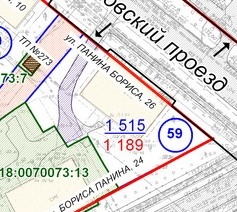 овский проезд
, 10
ул. ПАНИНА БОРИСА, 26
ТП №273
73:7
1 515
1 189
59
18:0070073:13
БОРИСА ПАНИНА, 24